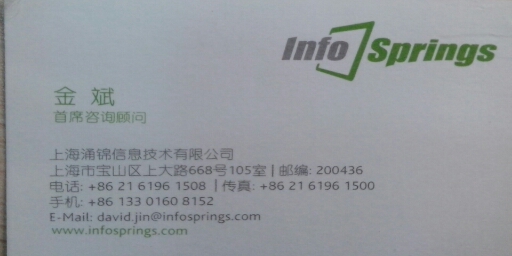 Info Springs
金 斌
首席咨询顾问
上海涌锦信息技术有限公司
上海市宝山区上大路668号105室 | 邮编: 200436
电话: +86 21 6196 1508 | 传真: +86 21 6196 1500
手机: +86 133 0160 8152
E-Mail: david.jin@infosprings.com
www.infosprings.com